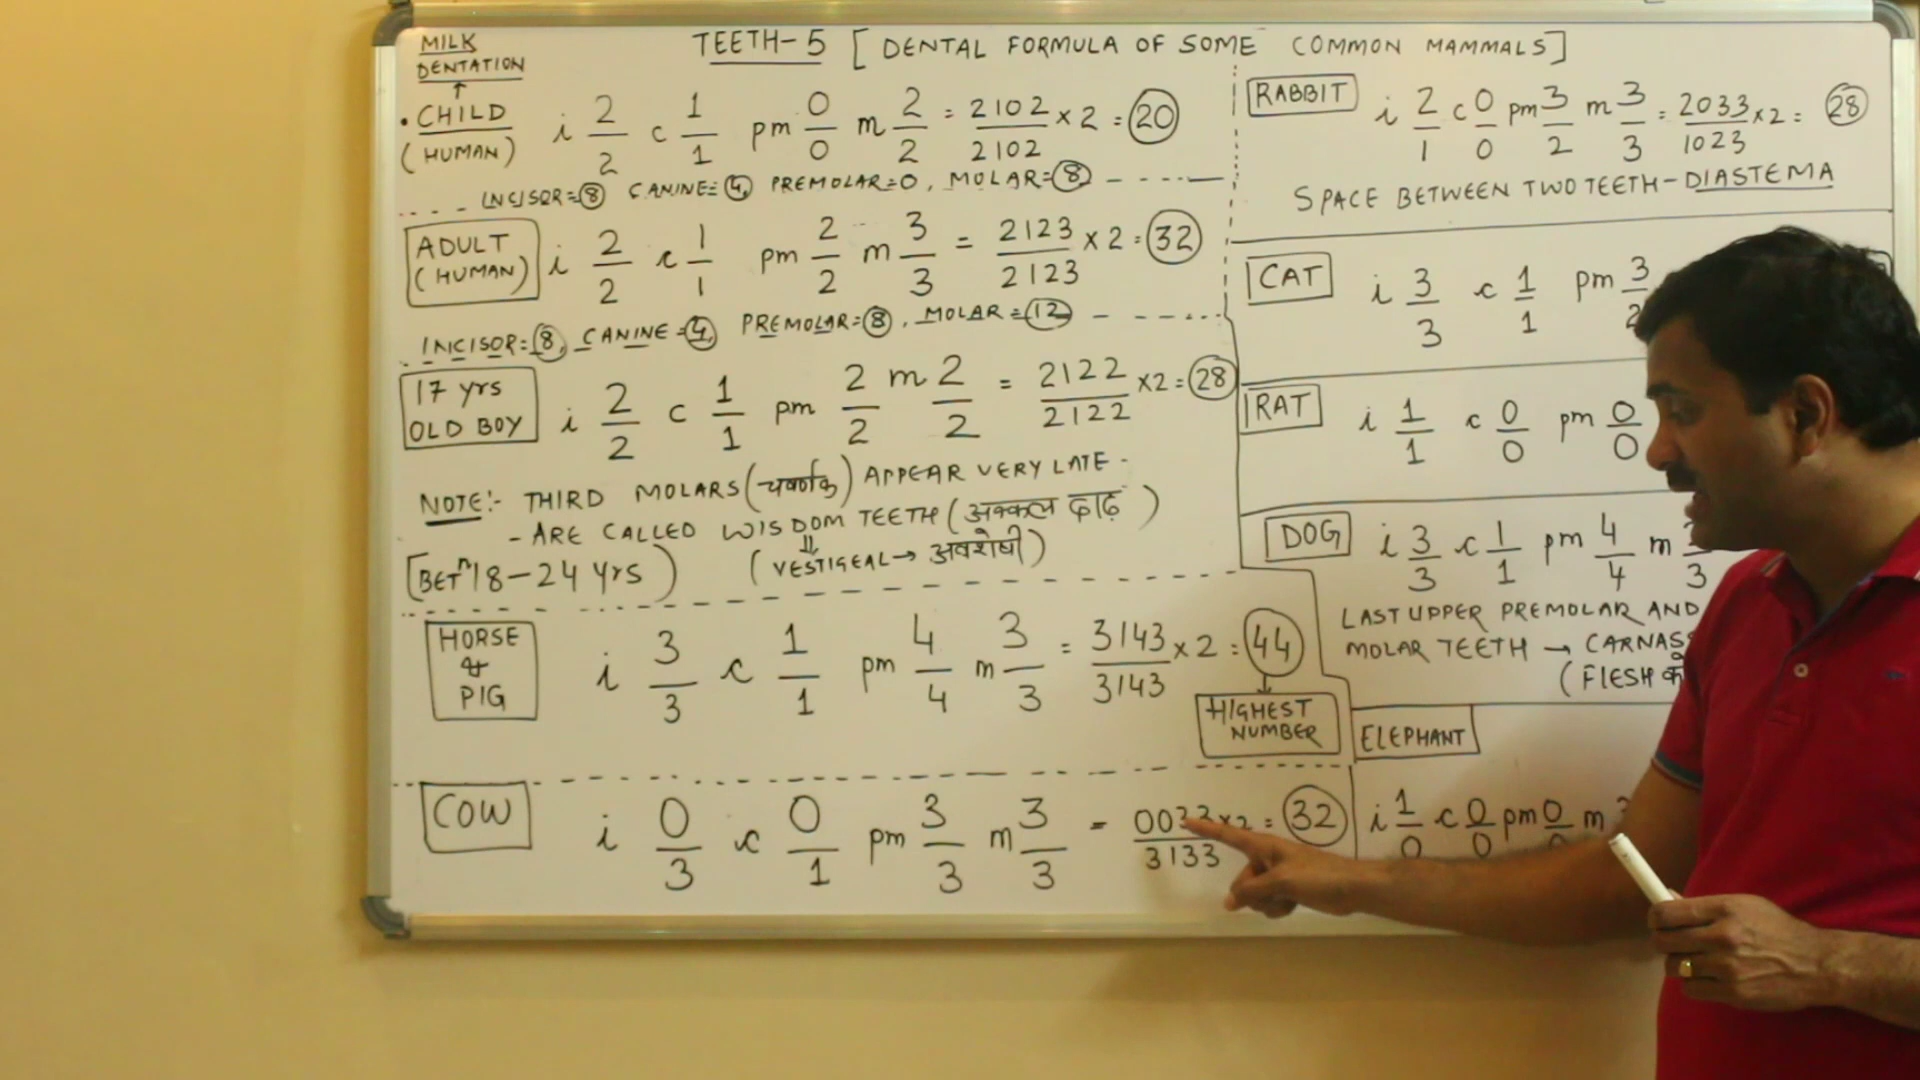 TEETH-5 [ DENTAL FORMULA OF SOME COMMON MAMMALS ]
MILK
DENTATION
↑
• CHILD
(HUMAN)
i 2/2 c 1/1 pm 0/0 m 2/2 = 2102/2102 × 2 = 20
INCISOR = 8 CANINE = 4, PREMOLAR = 0, MOLAR = 8
ADULT
(HUMAN)
i 2/2 c 1/1 pm 2/2 m 3/3 = 2123/2123 × 2 = 32
INCISOR = 8, CANINE = 4, PREMOLAR = 8, MOLAR = 12
17 yrs
OLD BOY
i 2/2 c 1/1 pm 2/2 m 2/2 = 2122/2122 × 2 = 28
NOTE:- THIRD MOLARS (चर्वणक) APPEAR VERY LATE -
- ARE CALLED WISDOM TEETH (अक्कल दाढ़)
[BETⁿ 18-24 yrs) (VESTIGEAL → अवशेषी)
HORSE
&
PIG
i 3/3 c 1/1 pm 4/4 m 3/3 = 3143/3143 × 2 = 44
HIGHEST
NUMBER
COW
i 0/3 c 0/1 pm 3/3 m 3/3 = 0033/3133 × 2 = 32
RABBIT
i 2/1 c 0/0 pm 3/2 m 3/3 = 2033/1023 × 2 = 28
SPACE BETWEEN TWO TEETH - DIASTEMA
CAT
i 3/3 c 1/1 pm 3/2
RAT
i 1/1 c 0/0 pm 0/0
DOG
i 3/3 c 1/1 pm 4/4 m /3
LAST UPPER PREMOLAR AND
MOLAR TEETH → CARNASS
(FLESH
ELEPHANT
i 1/0 c 0/0 pm 0/0 m